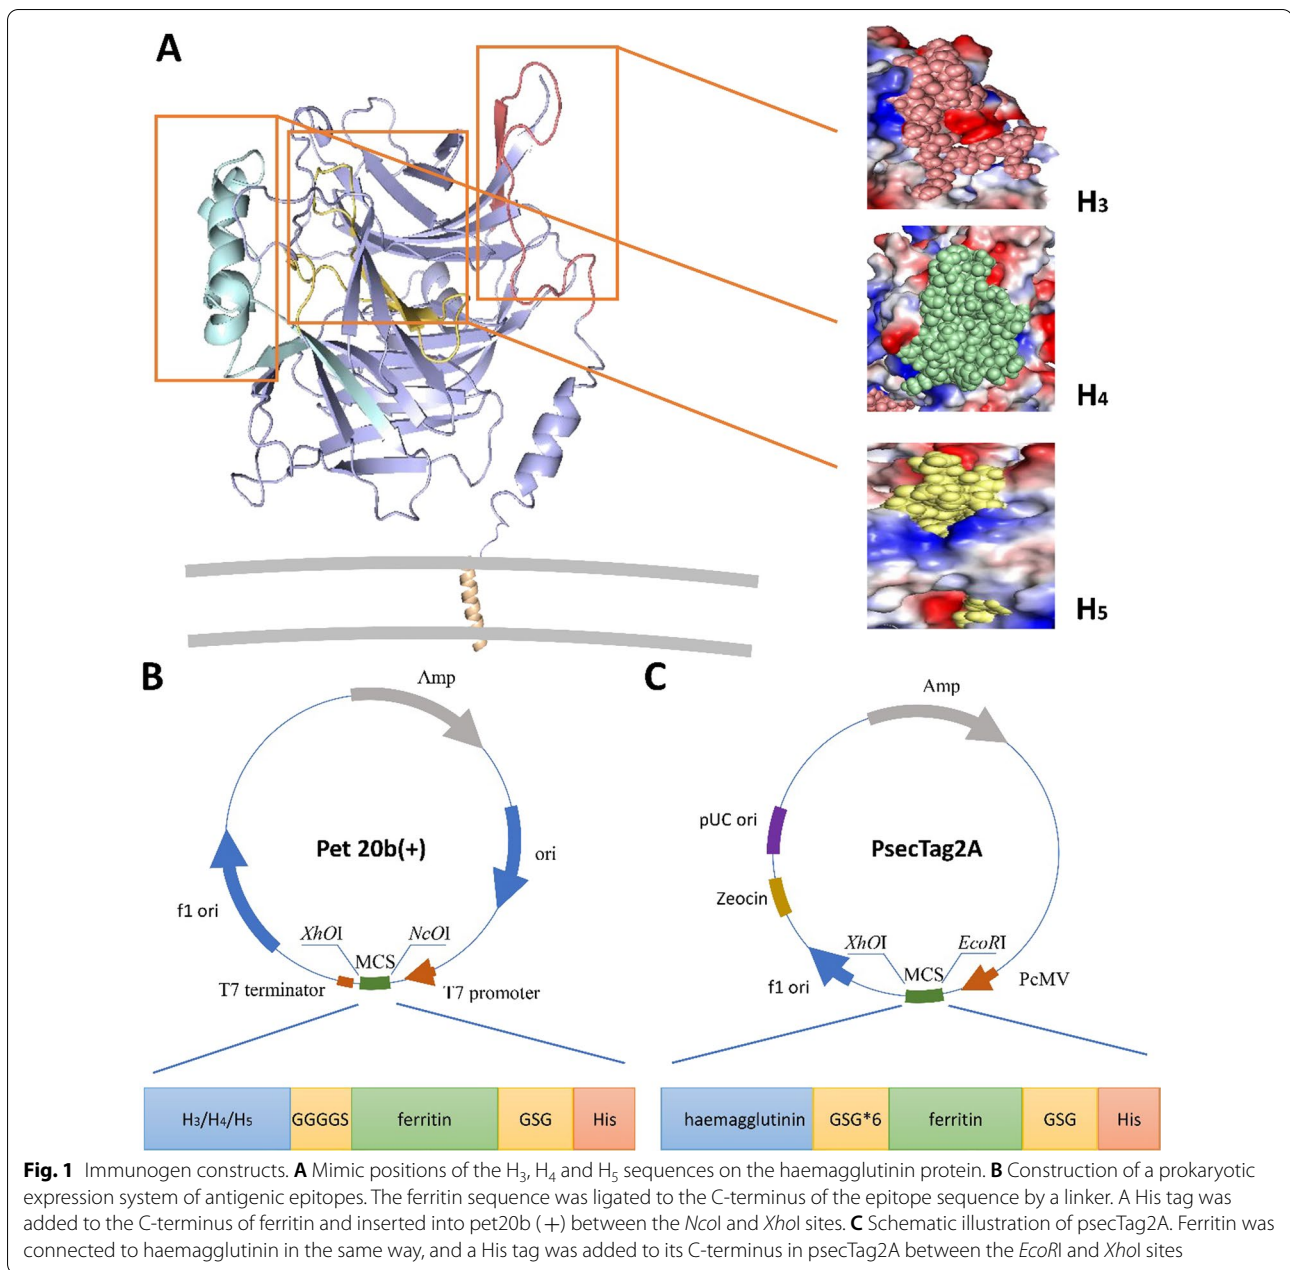 A
H3
H4
H5
B
Amp
Pet 20b(+)
ori
f1 ori
XhOI
NcOI
MCS
T7 terminator
T7 promoter
H3/H4/H5 GGGGS ferritin GSG His
C
Amp
pUC ori
PsecTag2A
Zeocin
XhOI
EcoRI
MCS
f1 ori
PcMV
haemagglutinin GSG*6 ferritin GSG His
Fig. 1 Immunogen constructs. A Mimic positions of the H3, H4 and H5 sequences on the haemagglutinin protein. B Construction of a prokaryotic
expression system of antigenic epitopes. The ferritin sequence was ligated to the C-terminus of the epitope sequence by a linker. A His tag was
added to the C-terminus of ferritin and inserted into pet20b (+) between the NcoI and XhoI sites. C Schematic illustration of psecTag2A. Ferritin was
connected to haemagglutinin in the same way, and a His tag was added to its C-terminus in psecTag2A between the EcoRI and XhoI sites